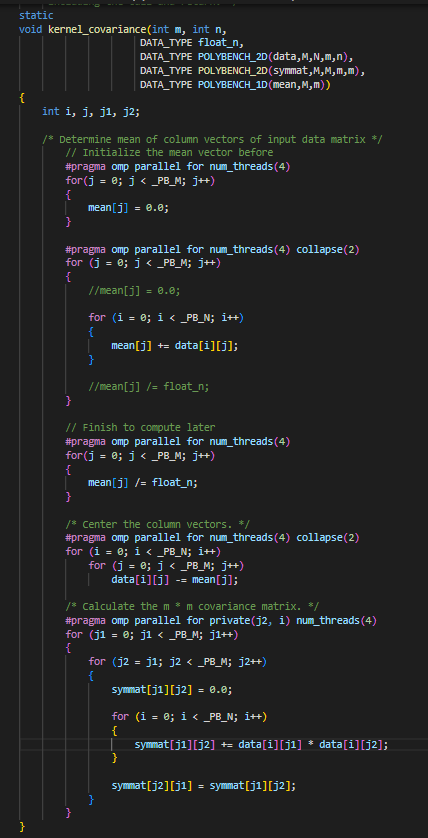 static
void kernel_covariance(int m, int n,
DATA_TYPE float_n,
DATA_TYPE POLYBENCH_2D(data,M,N,m,n),
DATA_TYPE POLYBENCH_2D(symmat,M,M,m,m),
DATA_TYPE POLYBENCH_1D(mean,M,m))
{
int i, j, j1, j2;
/* Determine mean of column vectors of input data matrix */
// Initialize the mean vector before
#pragma omp parallel for num_threads(4)
for(j = 0; j < _PB_M; j++)
{
mean[j] = 0.0;
}
#pragma omp parallel for num_threads(4) collapse(2)
for (j = 0; j < _PB_M; j++)
{
//mean[j] = 0.0;
for (i = 0; i < _PB_N; i++)
{
mean[j] += data[i][j];
}
//mean[j] /= float_n;
}
// Finish to compute later
#pragma omp parallel for num_threads(4)
for(j = 0; j < _PB_M; j++)
{
mean[j] /= float_n;
}
/* Center the column vectors. */
#pragma omp parallel for num_threads(4) collapse(2)
for (i = 0; i < _PB_N; i++)
for (j = 0; j < _PB_M; j++)
data[i][j] -= mean[j];
/* Calculate the m * m covariance matrix. */
#pragma omp parallel for private(j2, i) num_threads(4)
for (j1 = 0; j1 < _PB_M; j1++)
{
for (j2 = j1; j2 < _PB_M; j2++)
{
symmat[j1][j2] = 0.0;
for (i = 0; i < _PB_N; i++)
{
symmat[j1][j2] += data[i][j1] * data[i][j2];
}
symmat[j2][j1] = symmat[j1][j2];
}
}
}